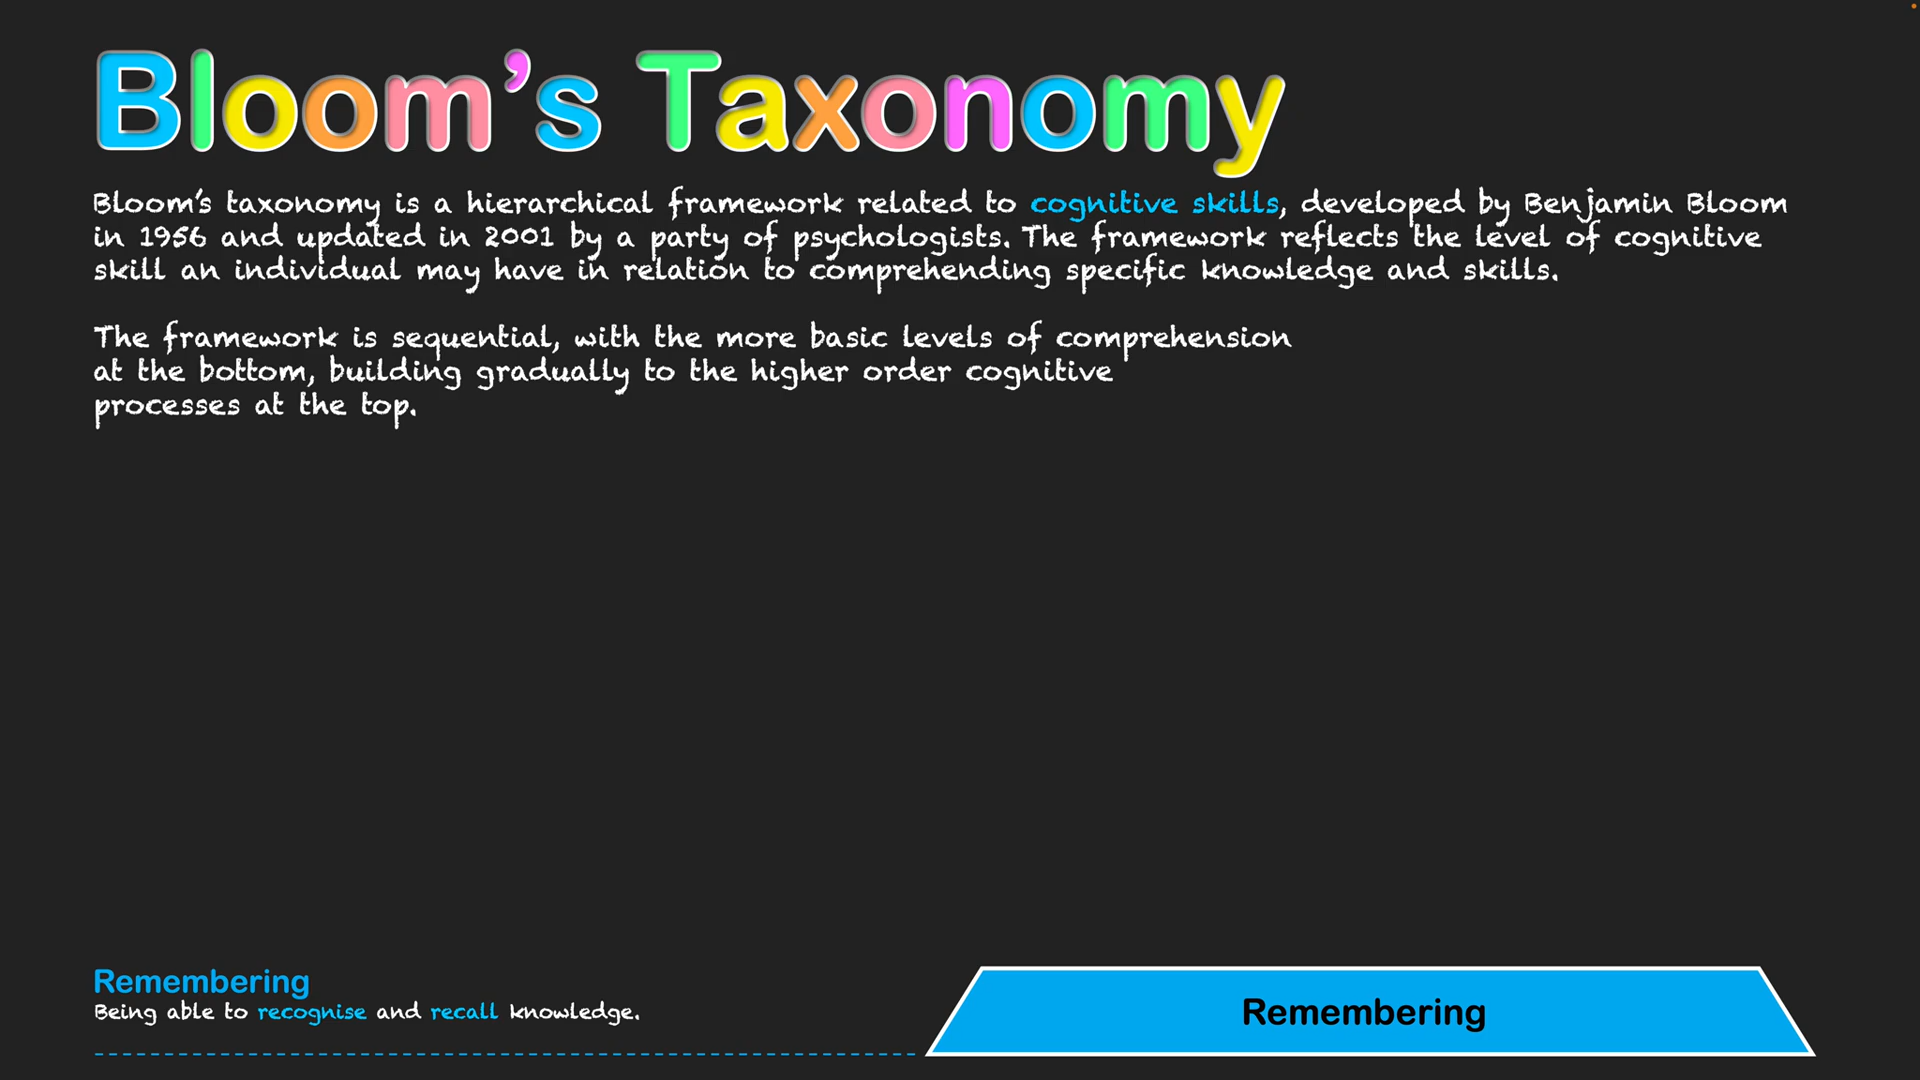 Bloom's Taxonomy
Bloom's taxonomy is a hierarchical framework related to cognitive skills, developed by Benjamin Bloom
in 1956 and updated in 2001 by a party of psychologists. The framework reflects the level of cognitive
skill an individual may have in relation to comprehending specific knowledge and skills.
The framework is sequential, with the more basic levels of comprehension
at the bottom, building gradually to the higher order cognitive
processes at the top.
Remembering
Being able to recognise and recall knowledge.
Remembering